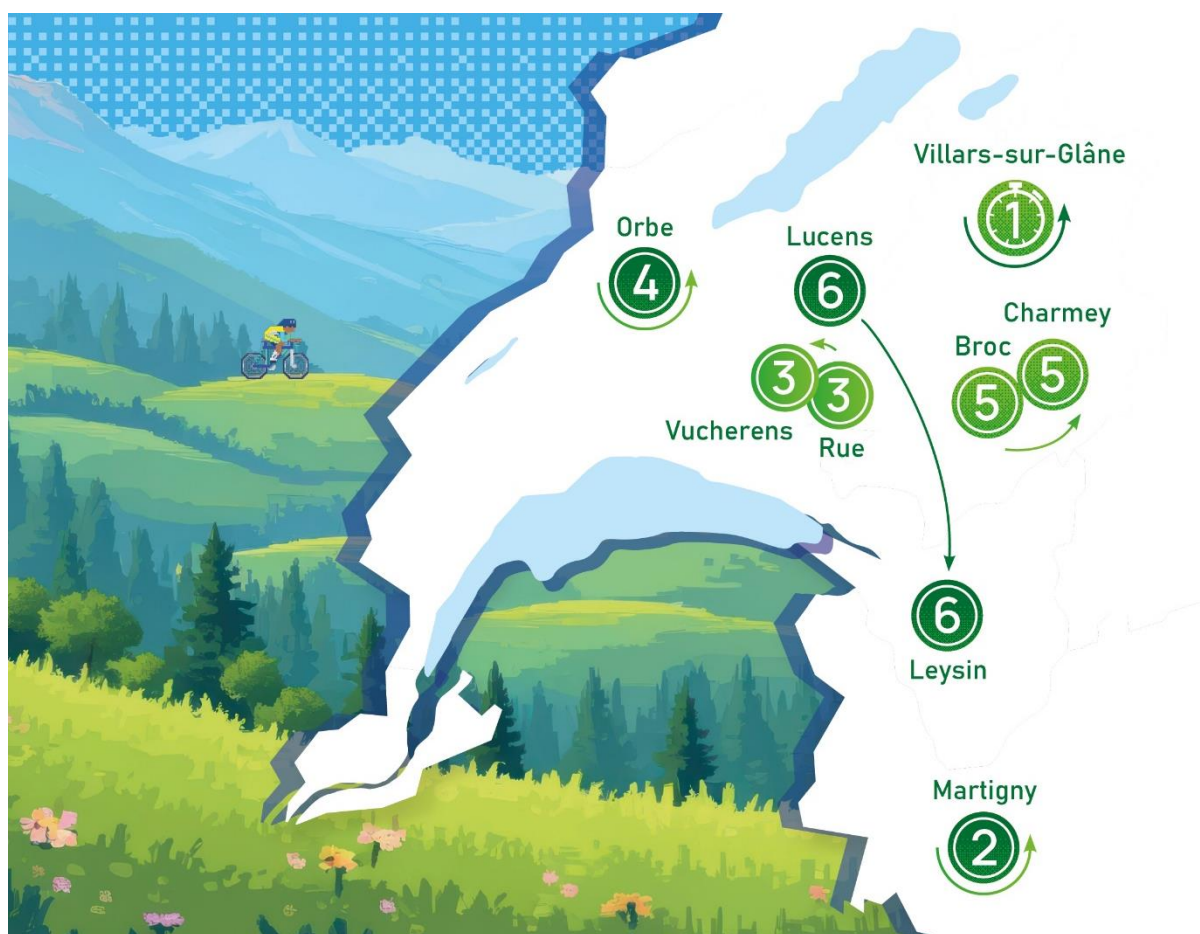 Villars-sur-Glâne
1
Orbe
4
Lucens
6
Charmey
5
Broc
5
3
3
Vucherens
Rue
6
Leysin
Martigny
2